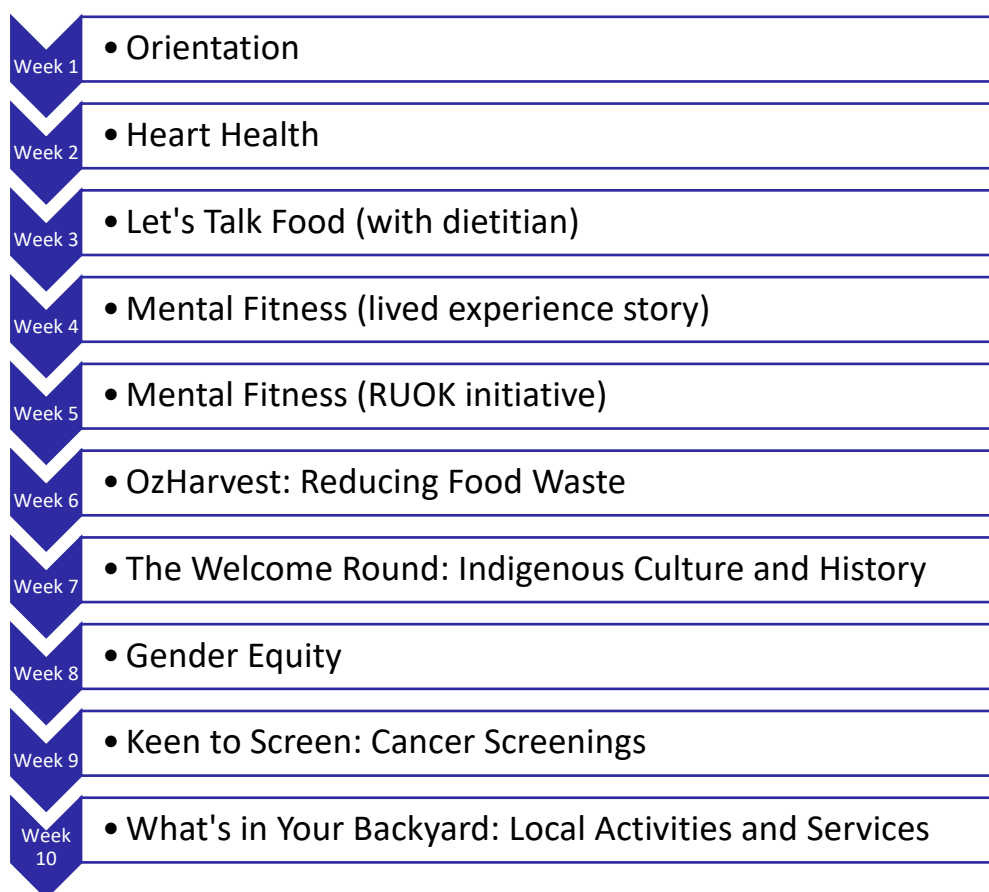 Week 1
• Orientation
Week 2
• Heart Health
Week 3
• Let's Talk Food (with dietitian)
Week 4
• Mental Fitness (lived experience story)
Week 5
• Mental Fitness (RUOK initiative)
Week 6
• OzHarvest: Reducing Food Waste
Week 7
• The Welcome Round: Indigenous Culture and History
Week 8
• Gender Equity
Week 9
• Keen to Screen: Cancer Screenings
Week
10
• What's in Your Backyard: Local Activities and Services